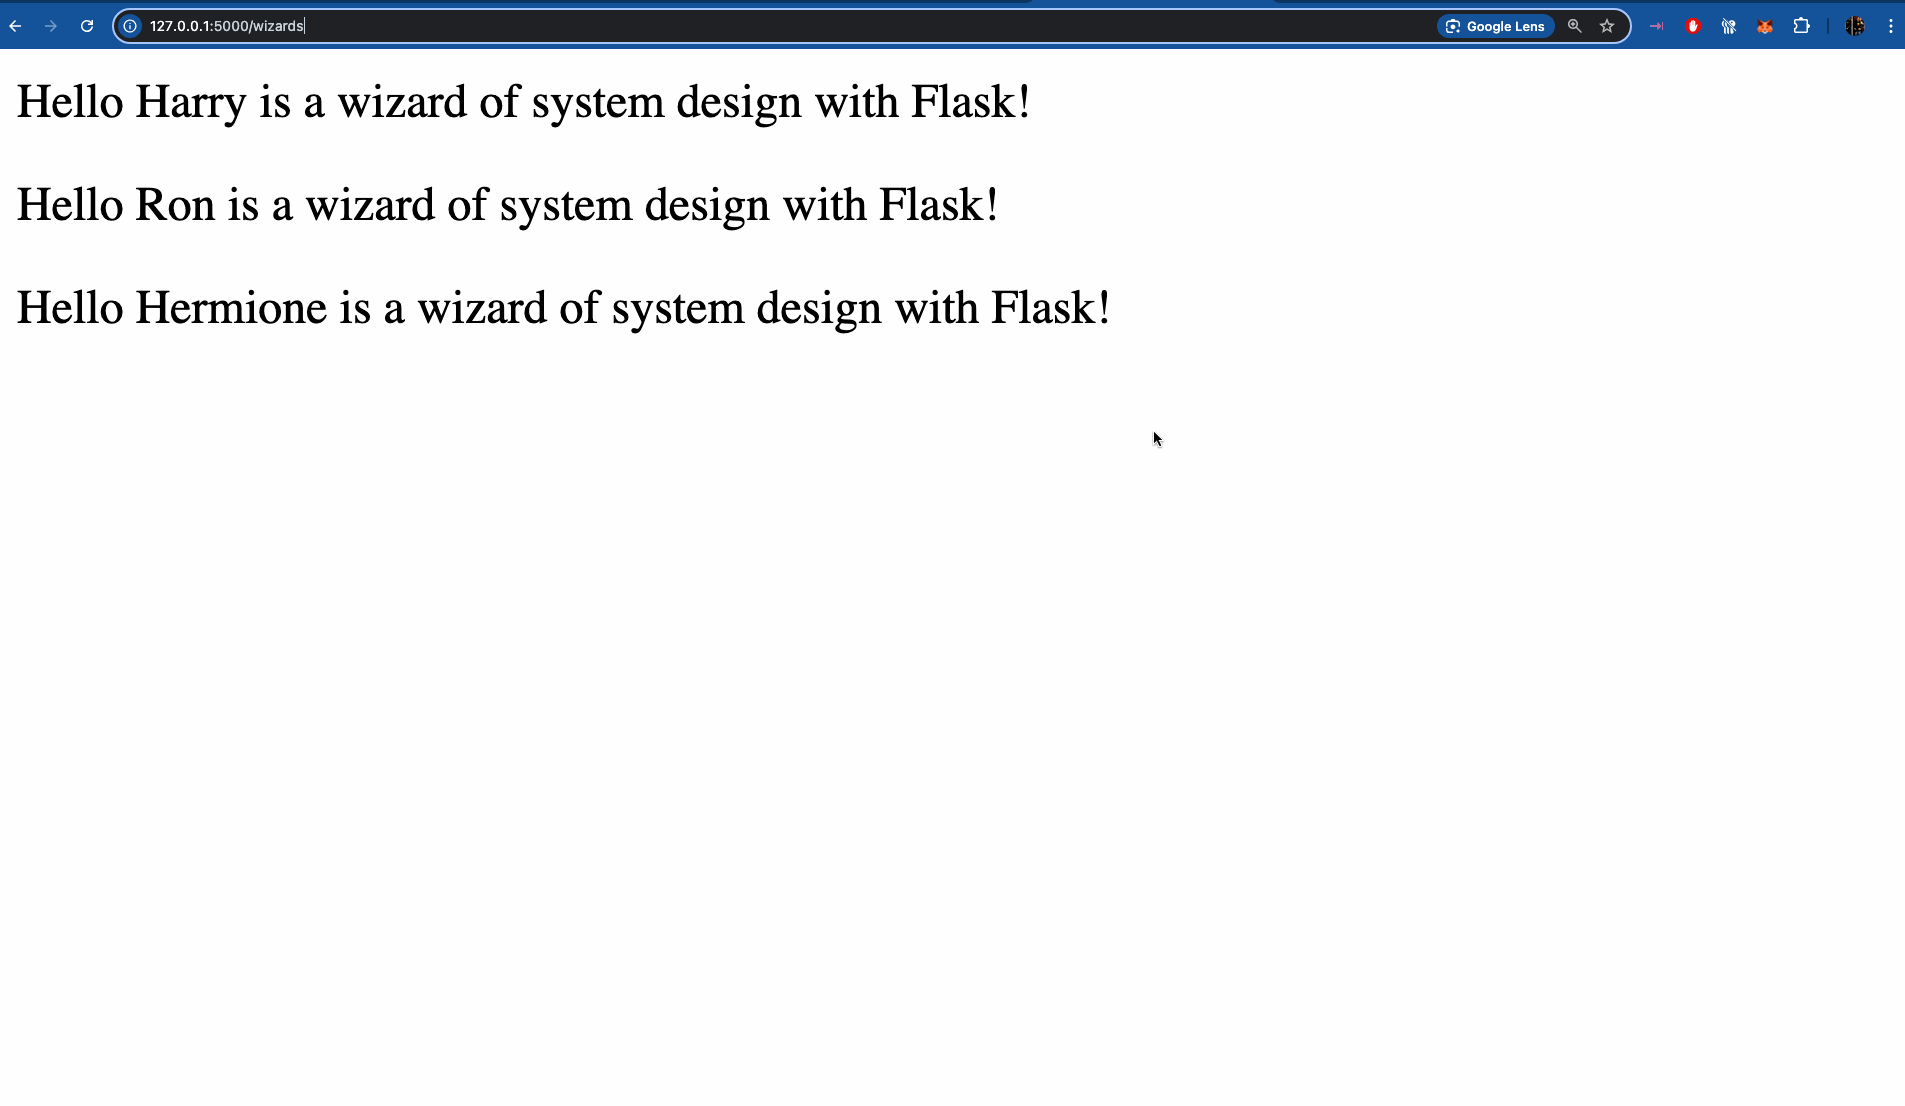 127.0.0.1:5000/wizards
Google Lens
Hello Harry is a wizard of system design with Flask!
Hello Ron is a wizard of system design with Flask!
Hello Hermione is a wizard of system design with Flask!